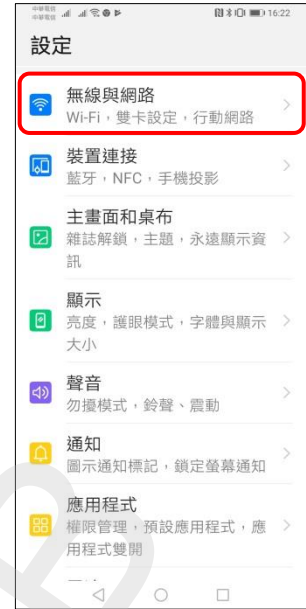 中華電信
中華電信
16:22
設定
無線與網路
Wi-Fi，雙卡設定，行動網路
裝置連接
藍牙，NFC，手機投影
主畫面和桌布
雜誌解鎖，主題，永遠顯示資
訊
顯示
亮度，護眼模式，字體與顯示
大小
聲音
勿擾模式，鈴聲、震動
通知
圖示通知標記，鎖定螢幕通知
應用程式
權限管理，預設應用程式，應
用程式雙開